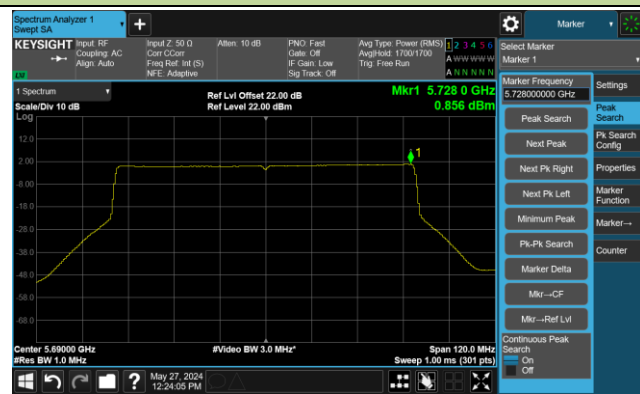 Spectrum Analyzer 1
Swept SA
Marker
KEYSIGHT
Input: RF
Coupling: AC
Align: Auto
Input Z: 50 Ω
Corr CCorr
Freq Ref: Int (S)
NFE: Adaptive
Atten: 10 dB
PNO: Fast
Gate: Off
IF Gain: Low
Sig Track: Off
Avg Type: Power (RMS)
Avg|Hold: 1700/1700
Trig: Free Run
1 2 3 4 5 6
A W W W W W
A N N N N N
LW
1 Spectrum
Scale/Div 10 dB
Log
Ref Lvl Offset 22.00 dB
Ref Level 22.00 dBm
Mkr1 5.728 0 GHz
0.856 dBm
12.0
2.00
-8.00
-18.0
-28.0
-38.0
-48.0
-58.0
-68.0
1
Center 5.69000 GHz
#Res BW 1.0 MHz
#Video BW 3.0 MHz*
Span 120.0 MHz
Sweep 1.00 ms (301 pts)
May 27, 2024
12:24:05 PM
Select Marker
Marker 1
Marker Frequency
5.728000000 GHz
Peak Search
Next Peak
Next Pk Right
Next Pk Left
Minimum Peak
Pk-Pk Search
Marker Delta
Mkr→CF
Mkr→Ref Lvl
Continuous Peak
Search
On
Off
Settings
Peak
Search
Pk Search
Config
Properties
Marker
Function
Marker→
Counter